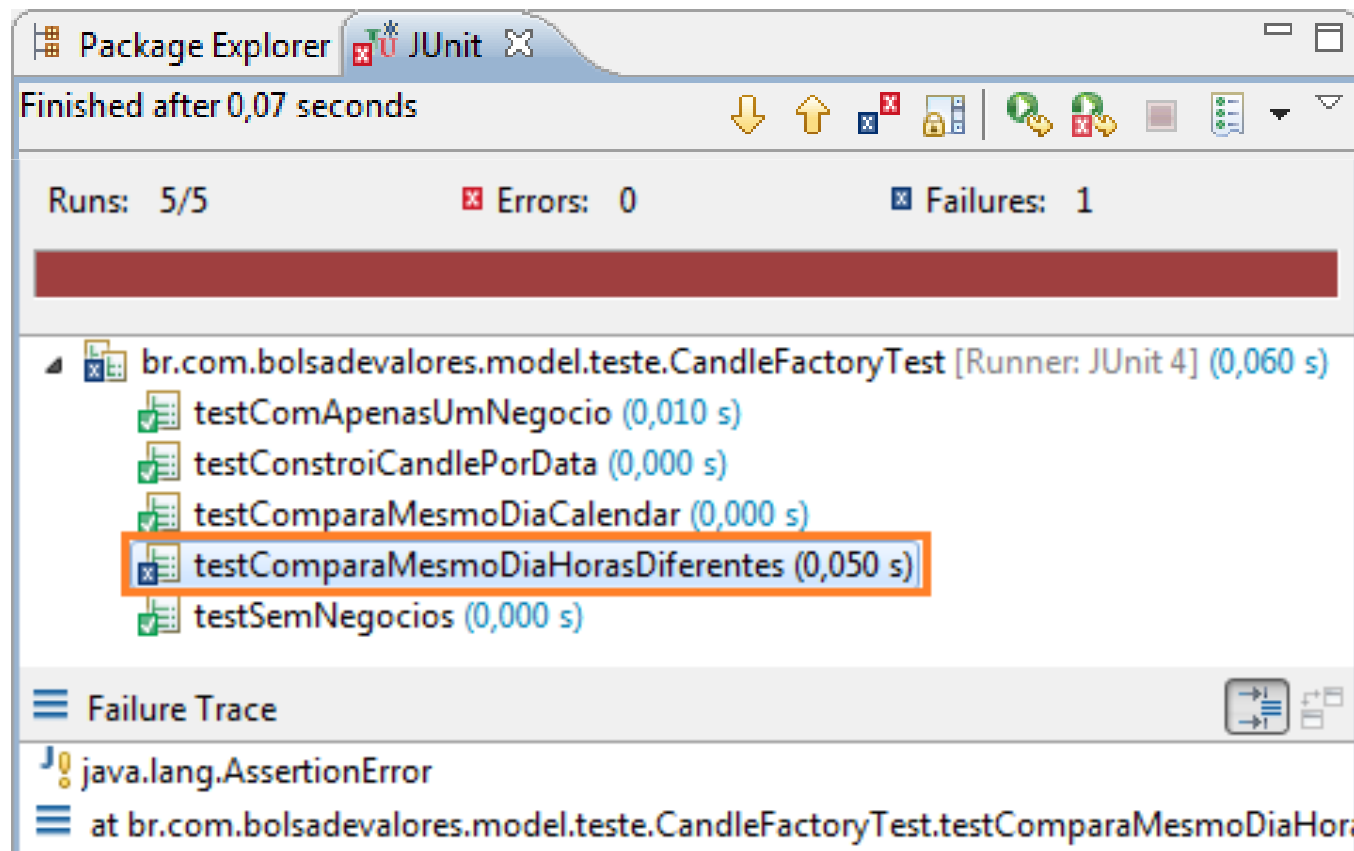 Package Explorer JUnit
Finished after 0,07 seconds
Runs: 5/5 Errors: 0 Failures: 1
br.com.bolsadevalores.model.teste.CandleFactoryTest [Runner: JUnit 4] (0,060 s)
testComApenasUmNegocio (0,010 s)
testConstroiCandlePorData (0,000 s)
testComparaMesmoDiaCalendar (0,000 s)
testComparaMesmoDiaHorasDiferentes (0,050 s)
testSemNegocios (0,000 s)
Failure Trace
java.lang.AssertionError
at br.com.bolsadevalores.model.teste.CandleFactoryTest.testComparaMesmoDiaHora